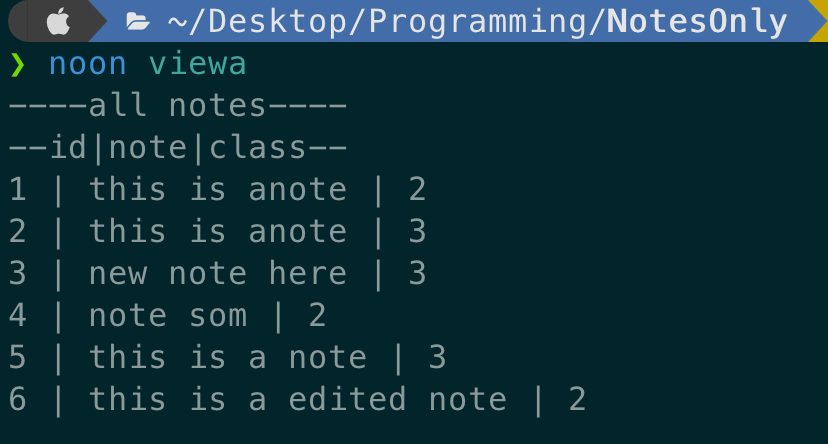 ~/Desktop/Programming/NotesOnly
❯ noon viewa
----all notes----
--id|note|class--
1 | this is anote | 2
2 | this is anote | 3
3 | new note here | 3
4 | note som | 2
5 | this is a note | 3
6 | this is a edited note | 2